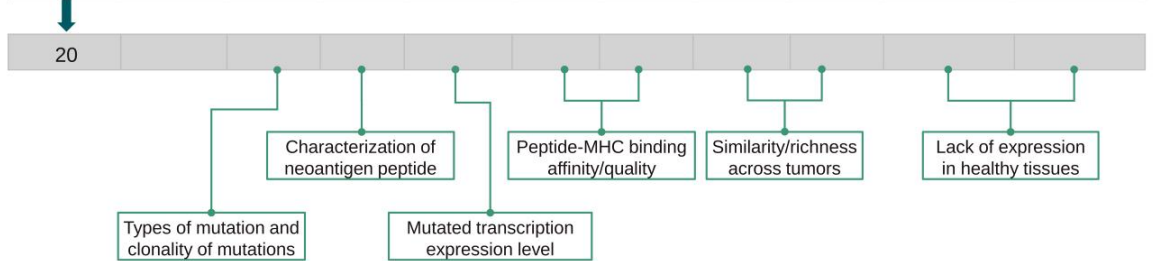 20
Characterization of
neoantigen peptide
Peptide-MHC binding
affinity/quality
Similarity/richness
across tumors
Lack of expression
in healthy tissues
Types of mutation and
clonality of mutations
Mutated transcription
expression level